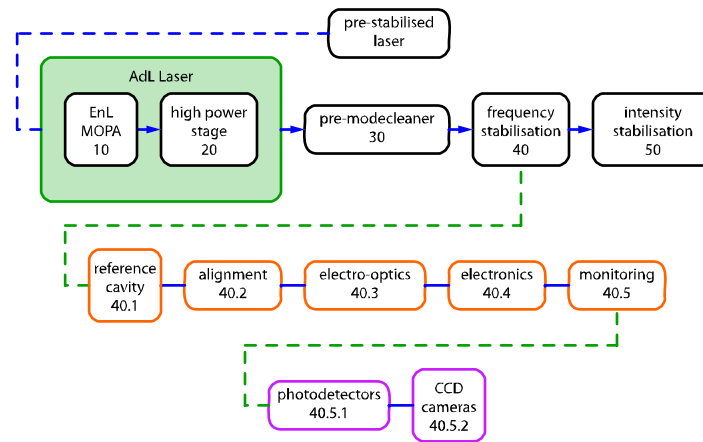 pre-stabilised
laser
AdL Laser
EnL
MOPA
10
high power
stage
20
pre-modecleaner
30
frequency
stabilisation
40
intensity
stabilisation
50
reference
cavity
40.1
alignment
40.2
electro-optics
40.3
electronics
40.4
monitoring
40.5
photodetectors
40.5.1
CCD
cameras
40.5.2